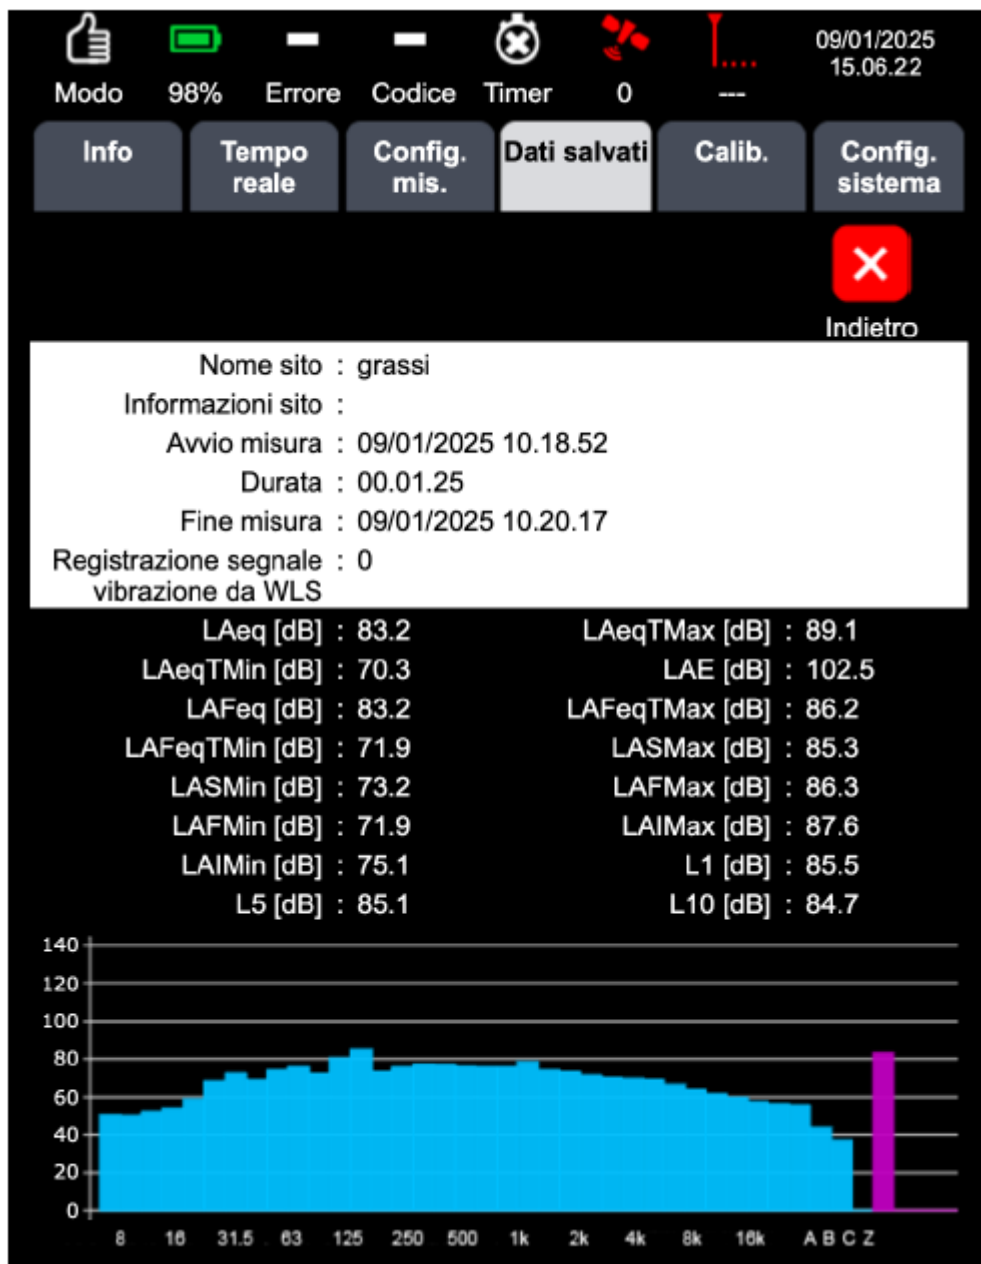 09/01/2025
15.06.22
Modo 98% Errore Codice Timer 0 ---
Info Tempo reale Config. mis. Dati salvati Calib. Config. sistema
Indietro
Nome sito : grassi
Informazioni sito :
Avvio misura : 09/01/2025 10.18.52
Durata : 00.01.25
Fine misura : 09/01/2025 10.20.17
Registrazione segnale : 0
vibrazione da WLS
LAeq [dB] : 83.2 LAeqTMax [dB] : 89.1
LAeqTMin [dB] : 70.3 LAE [dB] : 102.5
LAFeq [dB] : 83.2 LAFeqTMax [dB] : 86.2
LAFeqTMin [dB] : 71.9 LASMax [dB] : 85.3
LASMin [dB] : 73.2 LAFMax [dB] : 86.3
LAFMin [dB] : 71.9 LAIMax [dB] : 87.6
LAIMin [dB] : 75.1 L1 [dB] : 85.5
L5 [dB] : 85.1 L10 [dB] : 84.7
140
120
100
80
60
40
20
0
8 16 31.5 63 125 250 500 1k 2k 4k 8k 16k A B C Z